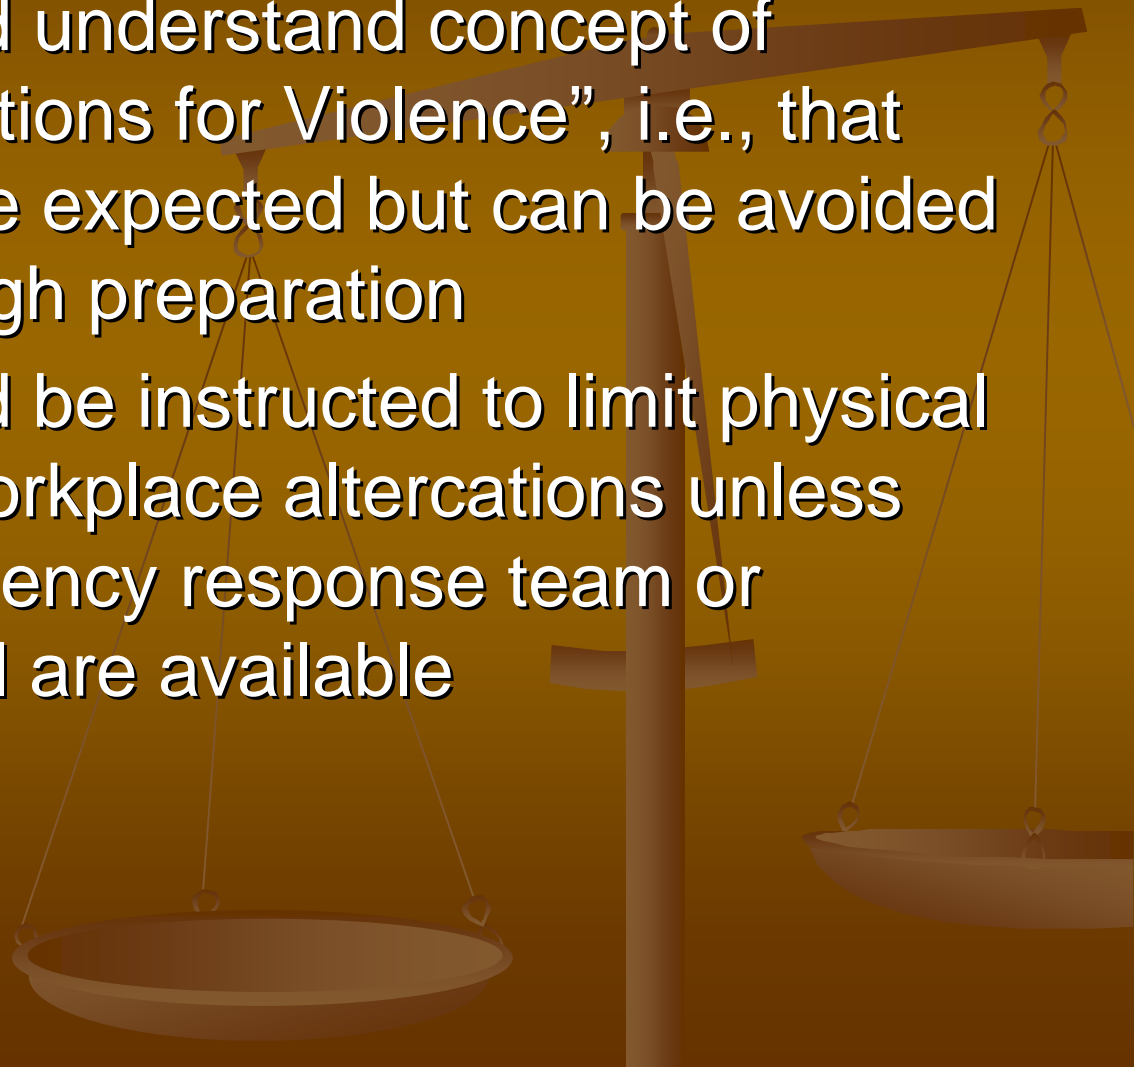 d understand concept of
tions for Violence”, i.e., that
e expected but can be avoided
gh preparation
d be instructed to limit physical
orkplace altercations unless
ency response team or
l are available